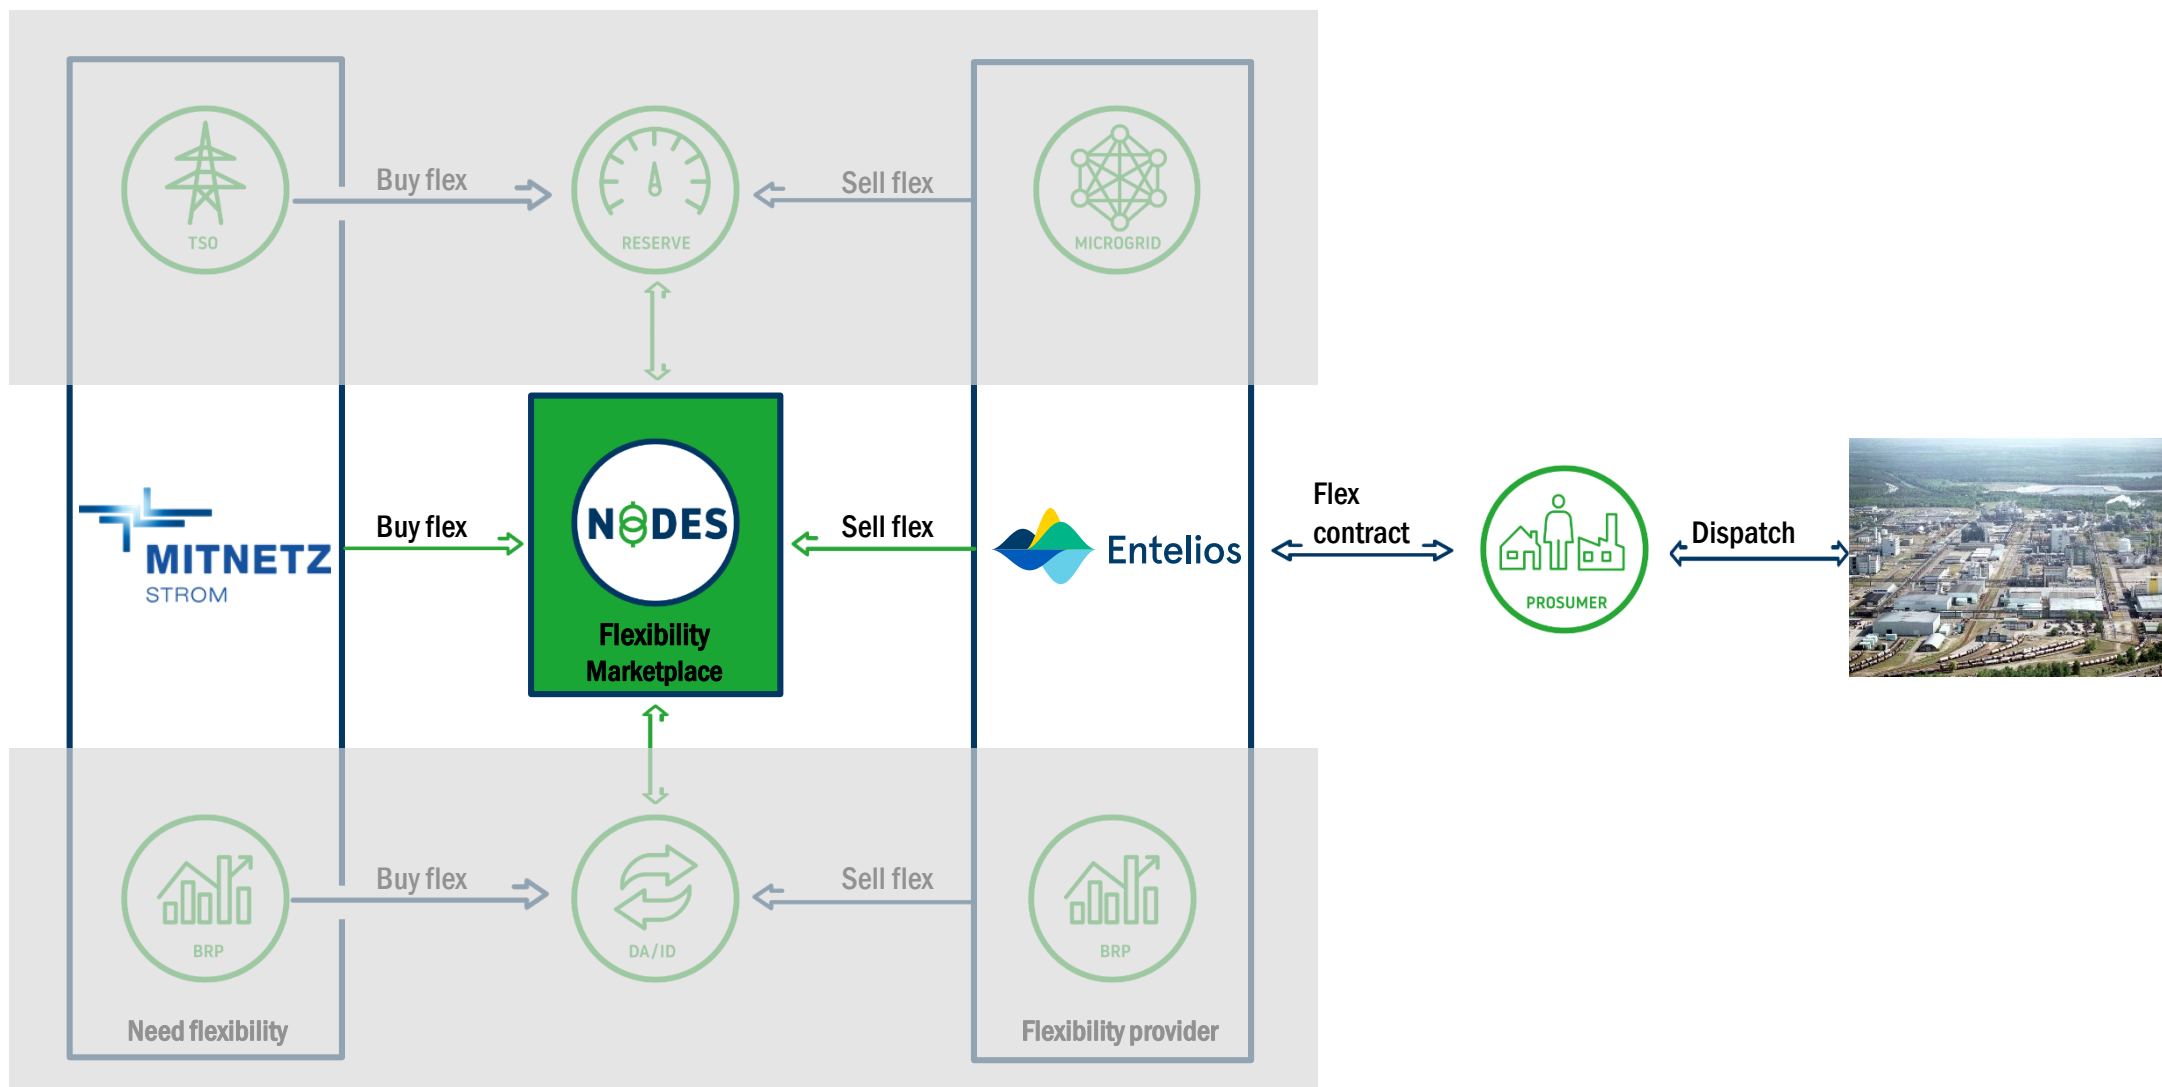 Buy flex
Sell flex
TSO
RESERVE
MICROGRID
MITNETZ
STROM
Buy flex
NODES
Flexibility
Marketplace
Sell flex
Entelios
Flex
contract
PROSUMER
Dispatch
Buy flex
Sell flex
BRP
DA/ID
BRP
Need flexibility
Flexibility provider